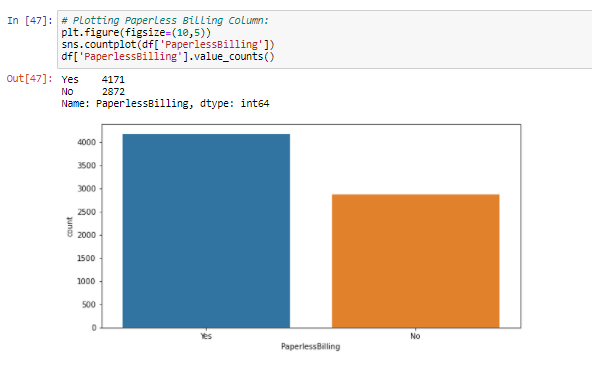 In [47]: # Plotting Paperless Billing Column:
plt.figure(figsize=(10,5))
sns.countplot(df['PaperlessBilling'])
df['PaperlessBilling'].value_counts()
Out[47]: Yes    4171
No     2872
Name: PaperlessBilling, dtype: int64
4000
3500
3000
2500
2000
1500
1000
500
0
count
Yes No
PaperlessBilling